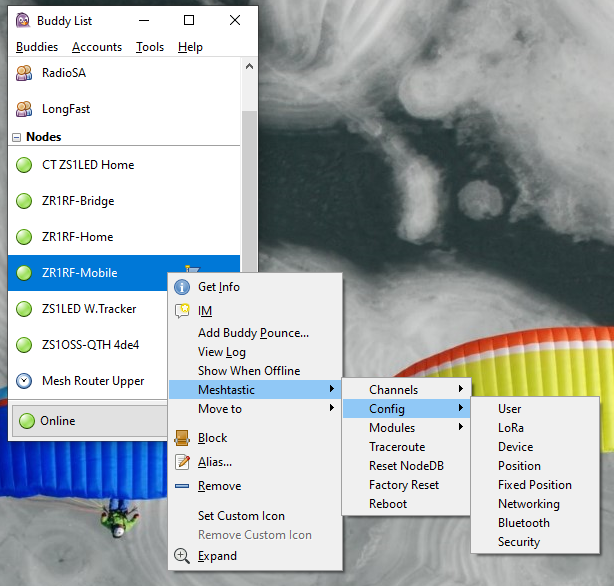 Buddy List
Buddies Accounts Tools Help
RadioSA
LongFast
Nodes
CT ZS1LED Home
ZR1RF-Bridge
ZR1RF-Home
ZR1RF-Mobile
ZS1LED W.Tracker
ZS1OSS-QTH 4de4
Mesh Router Upper
Online
Get Info
IM
Add Buddy Pounce...
View Log
Show When Offline
Meshtastic
Move to
Block
Alias...
Remove
Set Custom Icon
Remove Custom Icon
Expand
Channels
Config
Modules
Traceroute
Reset NodeDB
Factory Reset
Reboot
User
LoRa
Device
Position
Fixed Position
Networking
Bluetooth
Security